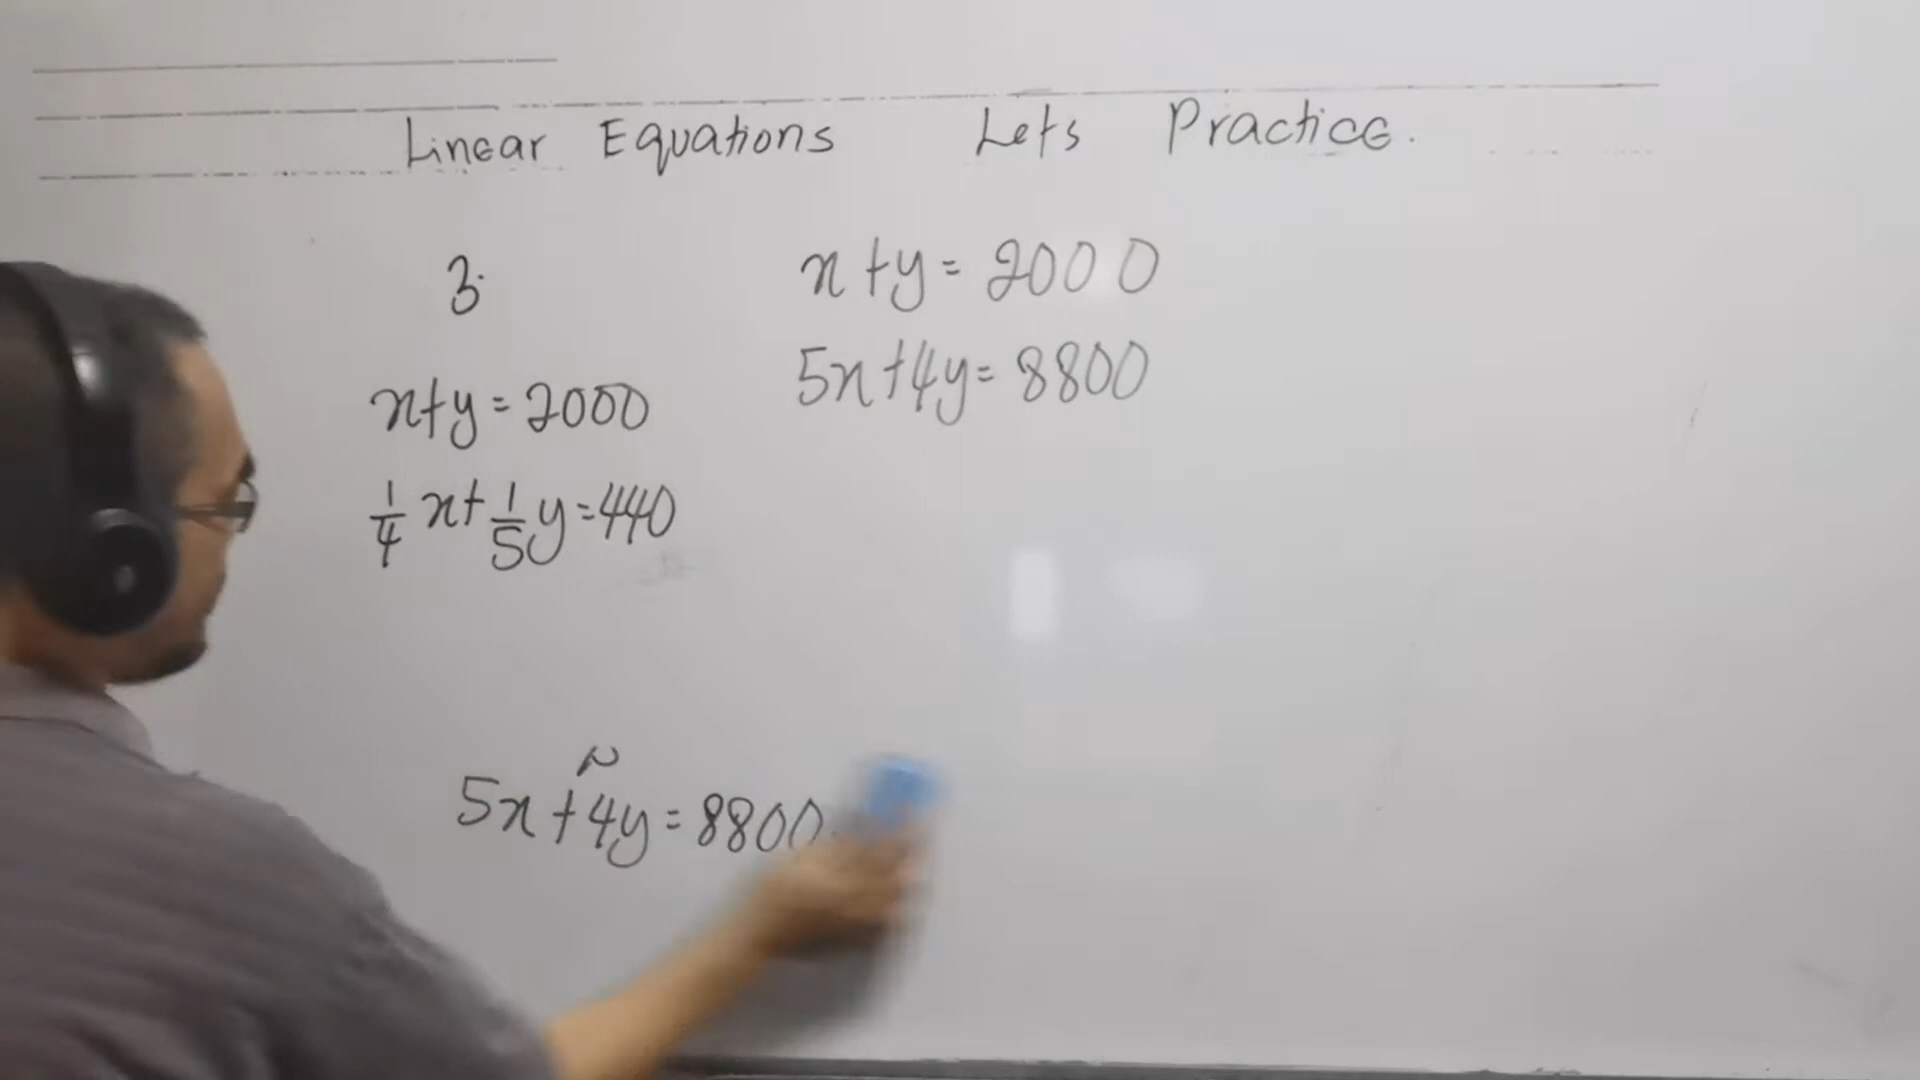 Linear Equations Lets Practice.
3.
x+y=2000
1/4 x+1/5 y=440
x+y=2000
5x+4y=8800
5x+4y=8800